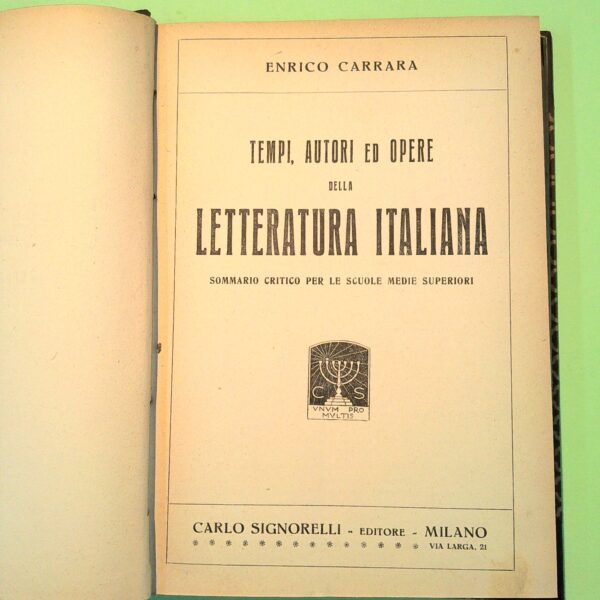 ENRICO CARRARA
TEMPI, AUTORI ED OPERE
DELLA
LETTERATURA ITALIANA
SOMMARIO CRITICO PER LE SCUOLE MEDIE SUPERIORI
C S
VNVM PRO
MVLTIS
CARLO SIGNORELLI - EDITORE - MILANO
VIA LARGA, 21